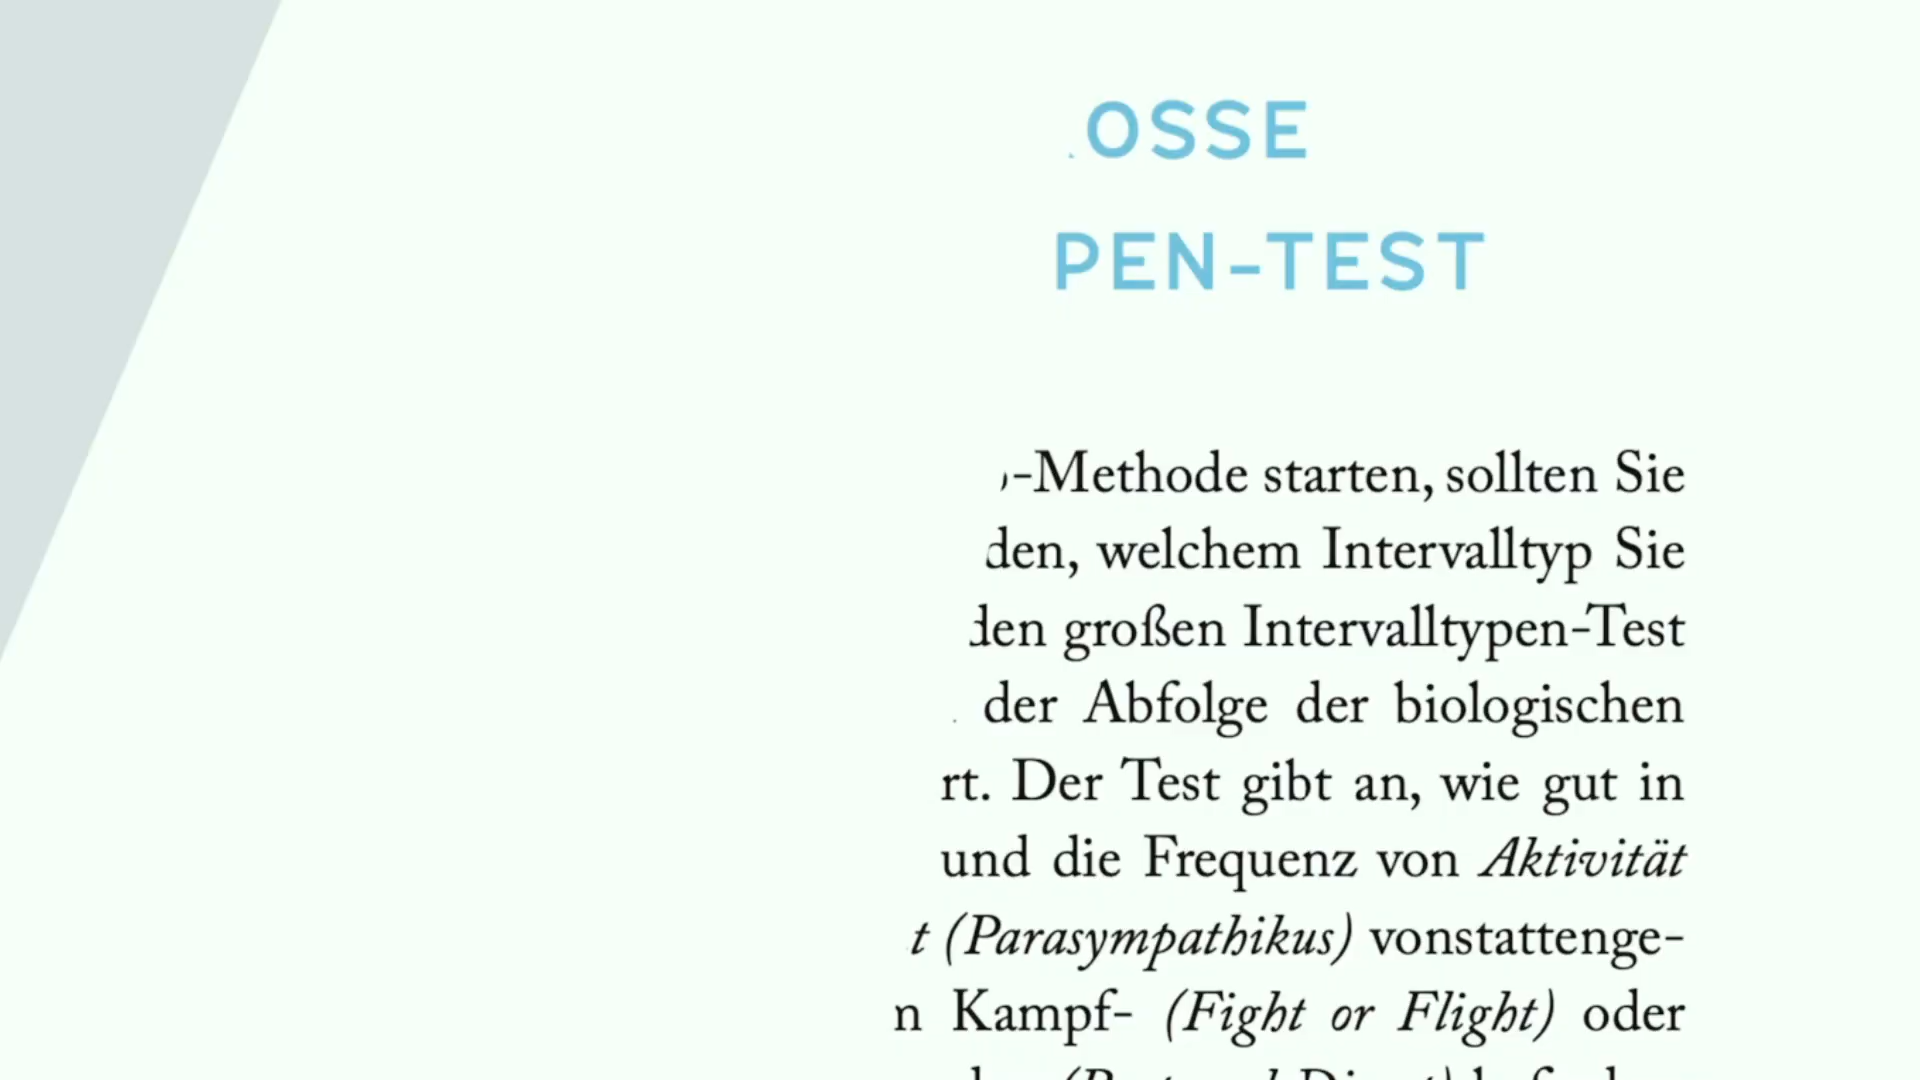 OSSE
PEN-TEST
-Methode starten, sollten Sie
den, welchem Intervalltyp Sie
den großen Intervalltypen-Test
der Abfolge der biologischen
rt. Der Test gibt an, wie gut in
und die Frequenz von Aktivität
t (Parasympathikus) vonstattenge-
n Kampf- (Fight or Flight) oder